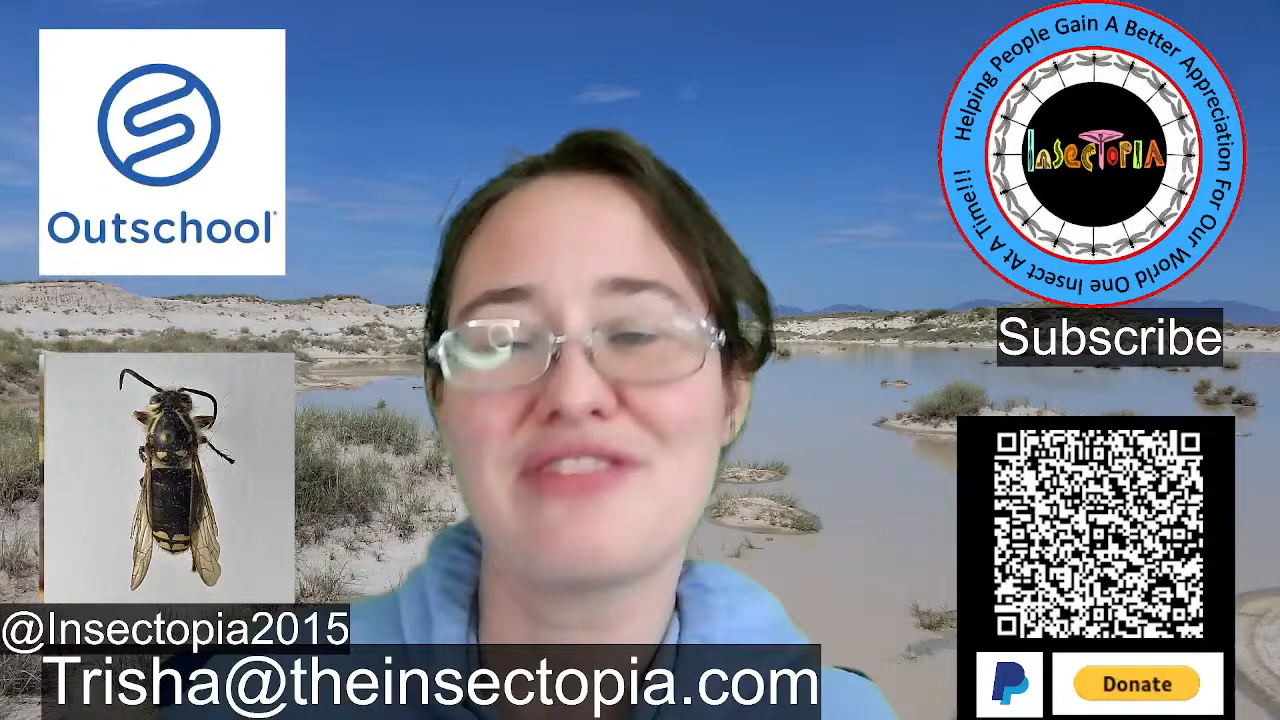 Outschool
Helping People Gain A Better Appreciation For Our World One Insect At A Time!!!
InsecTOPIA
Subscribe
@Insectopia2015
Trisha@theinsectopia.com
Donate